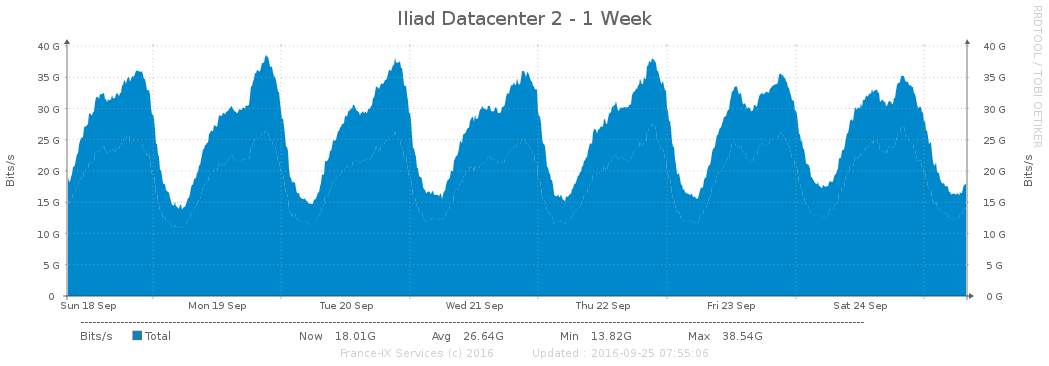 Iliad Datacenter 2 - 1 Week
RRDTOOL / TOBI OETIKER
Bits/s
40 G 40 G
35 G 35 G
30 G 30 G
25 G 25 G
20 G 20 G
15 G 15 G
10 G 10 G
5 G 5 G
0 0 G
Bits/s
Sun 18 Sep Mon 19 Sep Tue 20 Sep Wed 21 Sep Thu 22 Sep Fri 23 Sep Sat 24 Sep
Bits/s Total Now 18.01G Avg 26.64G Min 13.82G Max 38.54G
France-IX Services (c) 2016 Updated : 2016-09-25 07:55:06